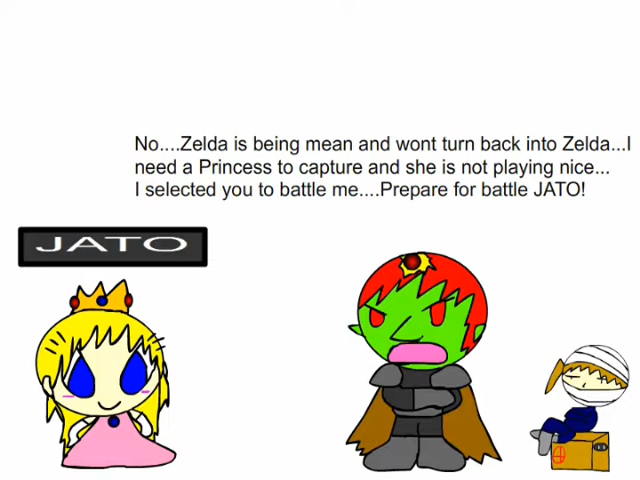 No....Zelda is being mean and wont turn back into Zelda...I
need a Princess to capture and she is not playing nice...
I selected you to battle me....Prepare for battle JATO!
JATO